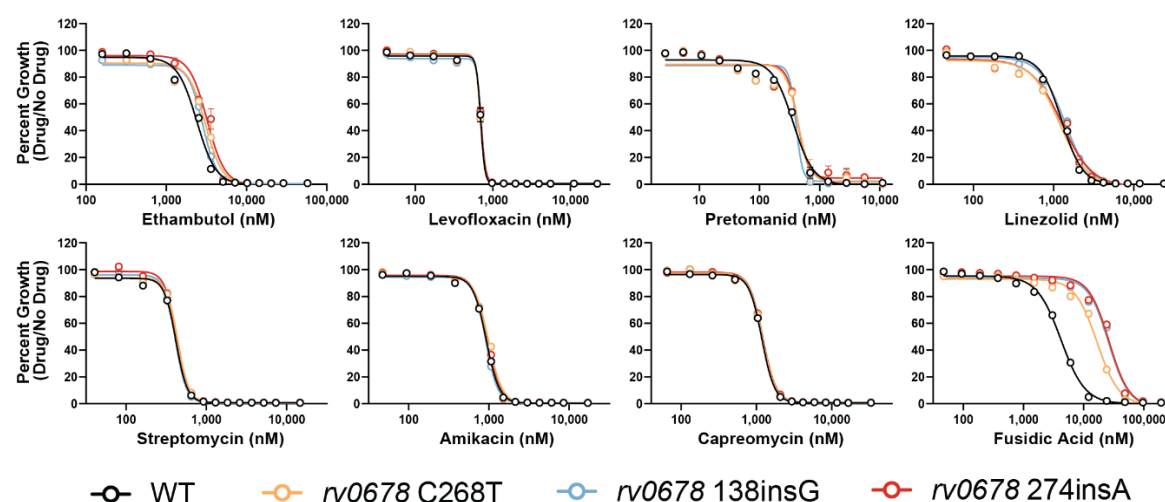 Percent Growth
(Drug/No Drug)
120
100
80
60
40
20
0
100 1,000 10,000 100,000
Ethambutol (nM)
120
100
80
60
40
20
0
100 1,000 10,000
Levofloxacin (nM)
120
100
80
60
40
20
0
10 100 1,000 10,000
Pretomanid (nM)
120
100
80
60
40
20
0
100 1,000 10,000
Linezolid (nM)
Percent Growth
(Drug/No Drug)
120
100
80
60
40
20
0
100 1,000 10,000
Streptomycin (nM)
120
100
80
60
40
20
0
100 1,000 10,000
Amikacin (nM)
120
100
80
60
40
20
0
100 1,000 10,000
Capreomycin (nM)
120
100
80
60
40
20
0
100 1,000 10,000 100,000
Fusidic Acid (nM)
WT rv0678 C268T rv0678 138insG rv0678 274insA